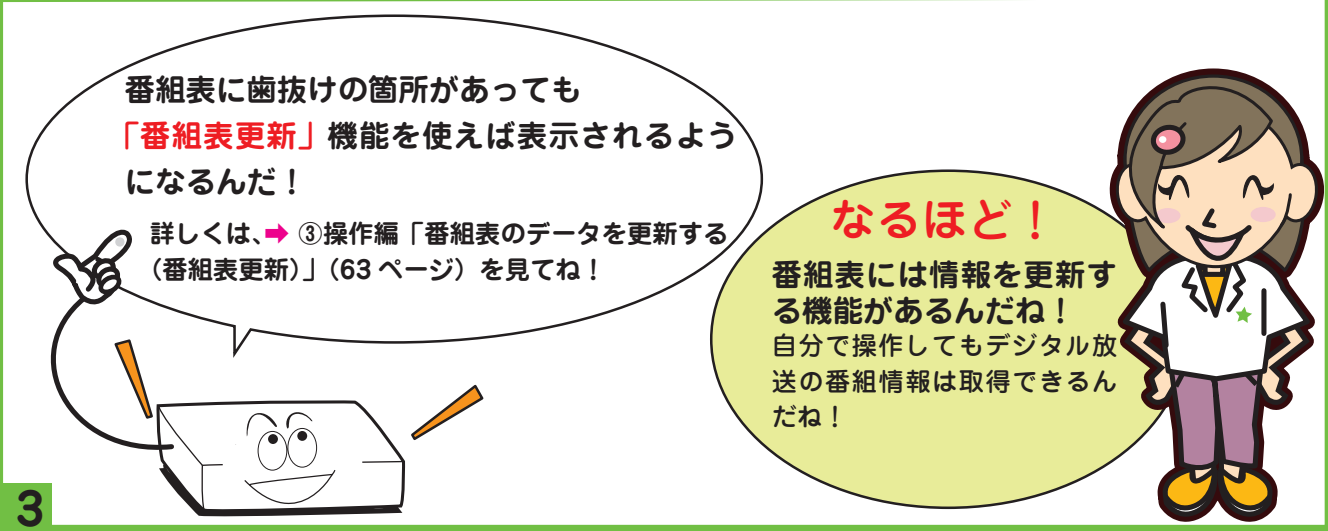 番組表に歯抜けの箇所があっても
「番組表更新」機能を使えば表示されるよう
になるんだ！
詳しくは、➡ ③操作編「番組表のデータを更新する
（番組表更新）」（63 ページ）を見てね！
なるほど！
番組表には情報を更新す
る機能があるんだね！
自分で操作してもデジタル放
送の番組情報は取得できるん
だね！
3